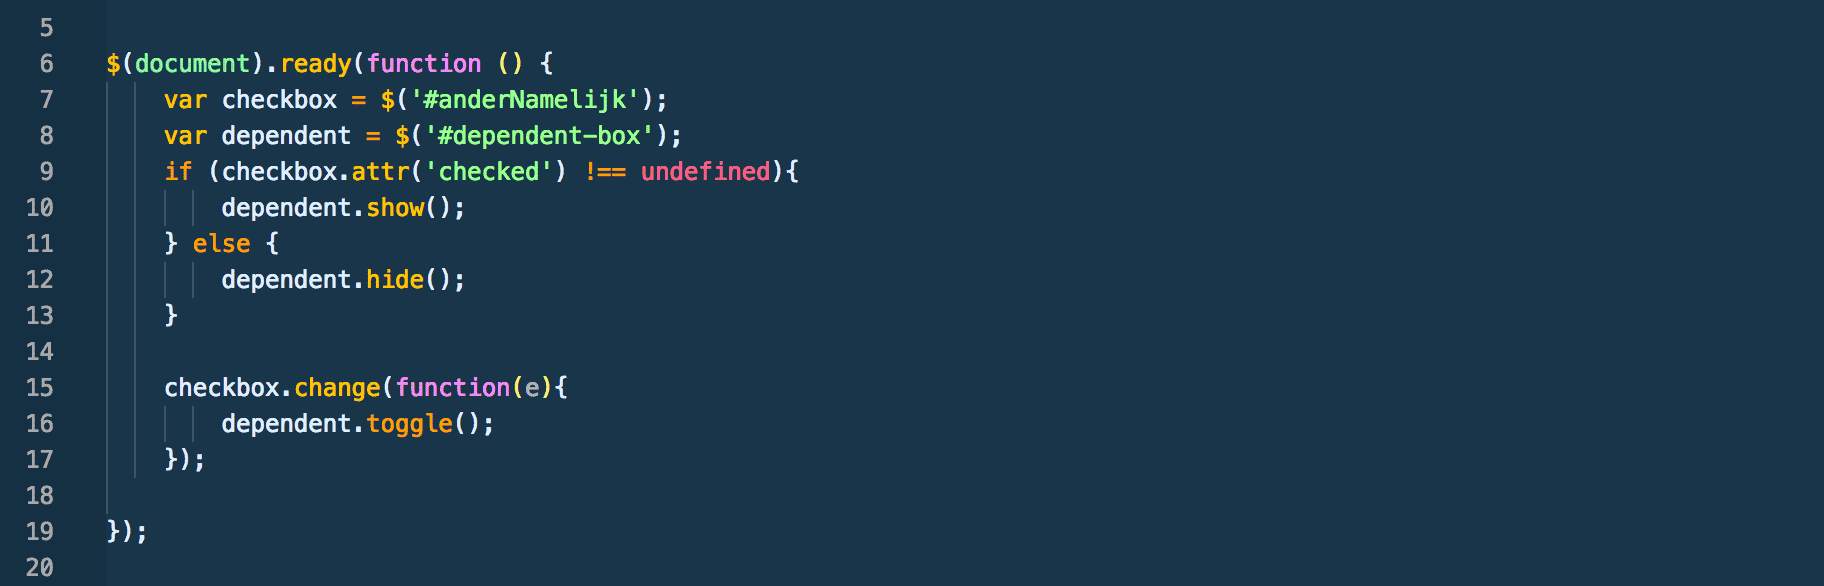 5
6 $(document).ready(function () {
7     var checkbox = $('#anderNamelijk');
8     var dependent = $('#dependent-box');
9     if (checkbox.attr('checked') !== undefined){
10         dependent.show();
11     } else {
12         dependent.hide();
13     }
14
15     checkbox.change(function(e){
16         dependent.toggle();
17     });
18
19 });
20